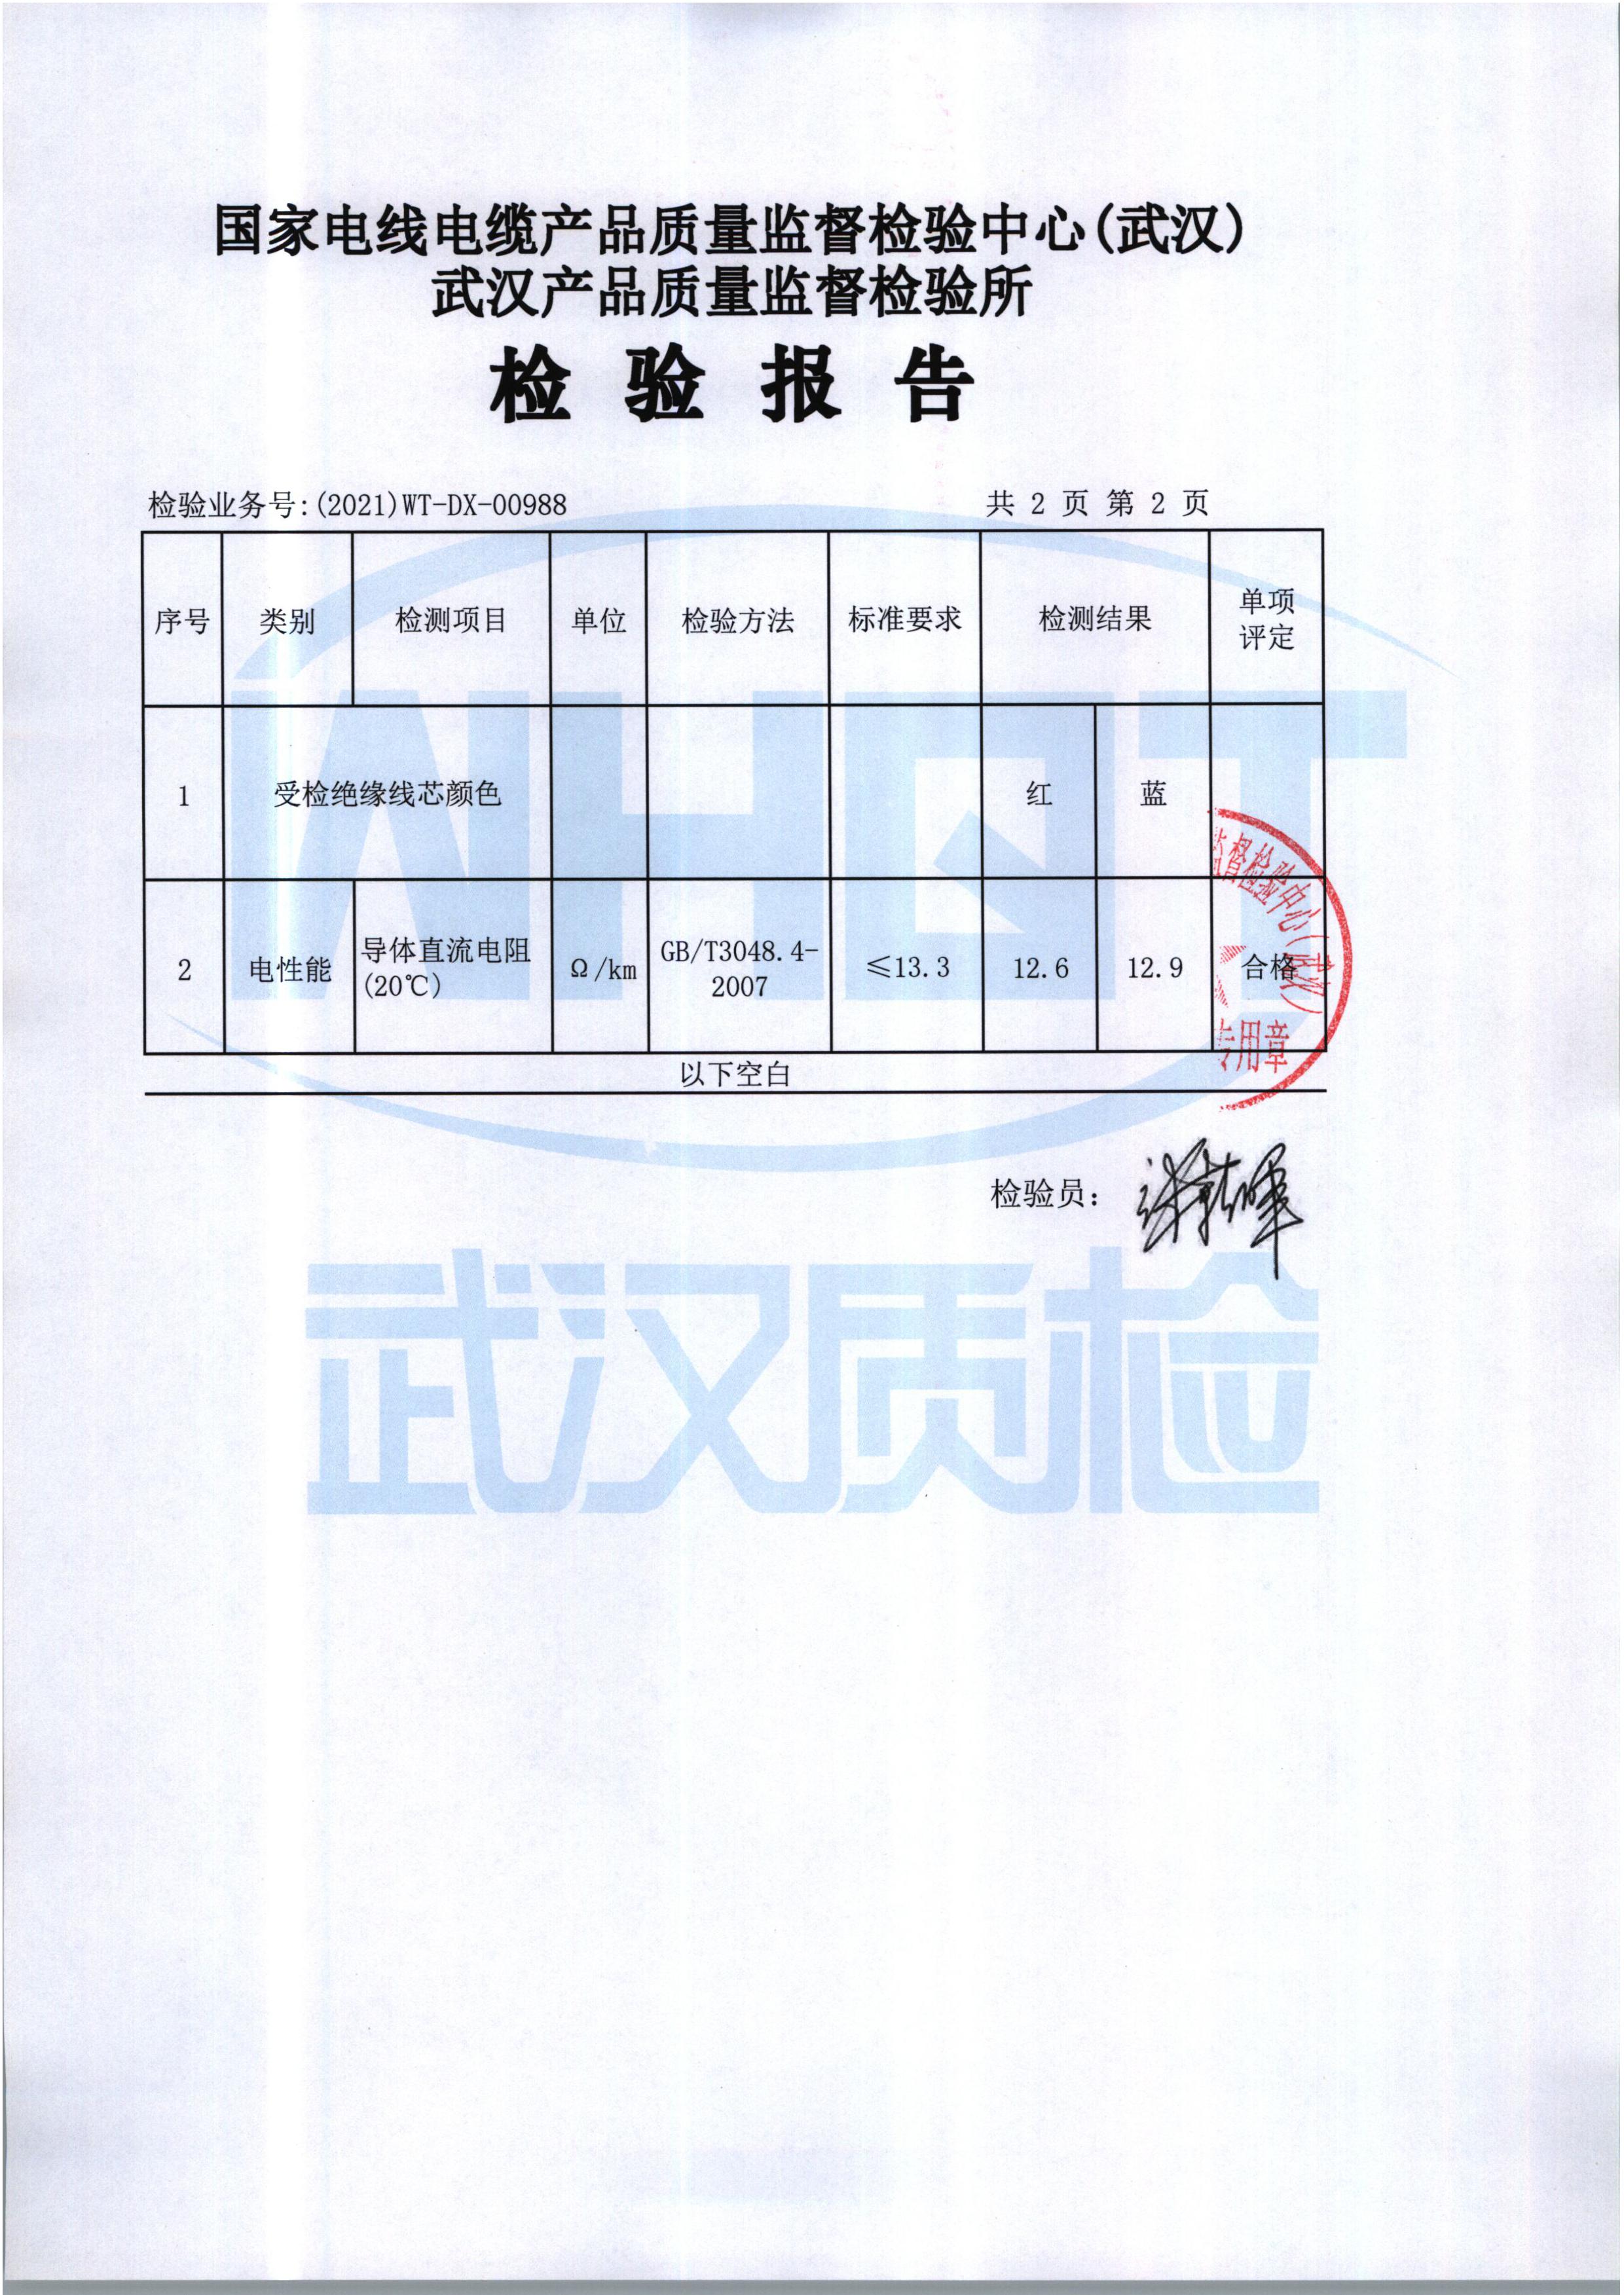 国家电线电缆产品质量监督检验中心(武汉)
武汉产品质量监督检验所
检验报告
检验业务号:(2021)WT-DX-00988
共 2 页 第 2 页
序号 类别 检测项目 单位 检验方法 标准要求 检测结果 单项
评定
1 受检绝缘线芯颜色 红 蓝
2 电性能 导体直流电阻 Ω/km GB/T3048.4- ≤13.3 12.6 12.9 合格
(20℃) 2007
以下空白
检验员:
监督检验中心(武汉)
专用章
WHQT
武汉质检